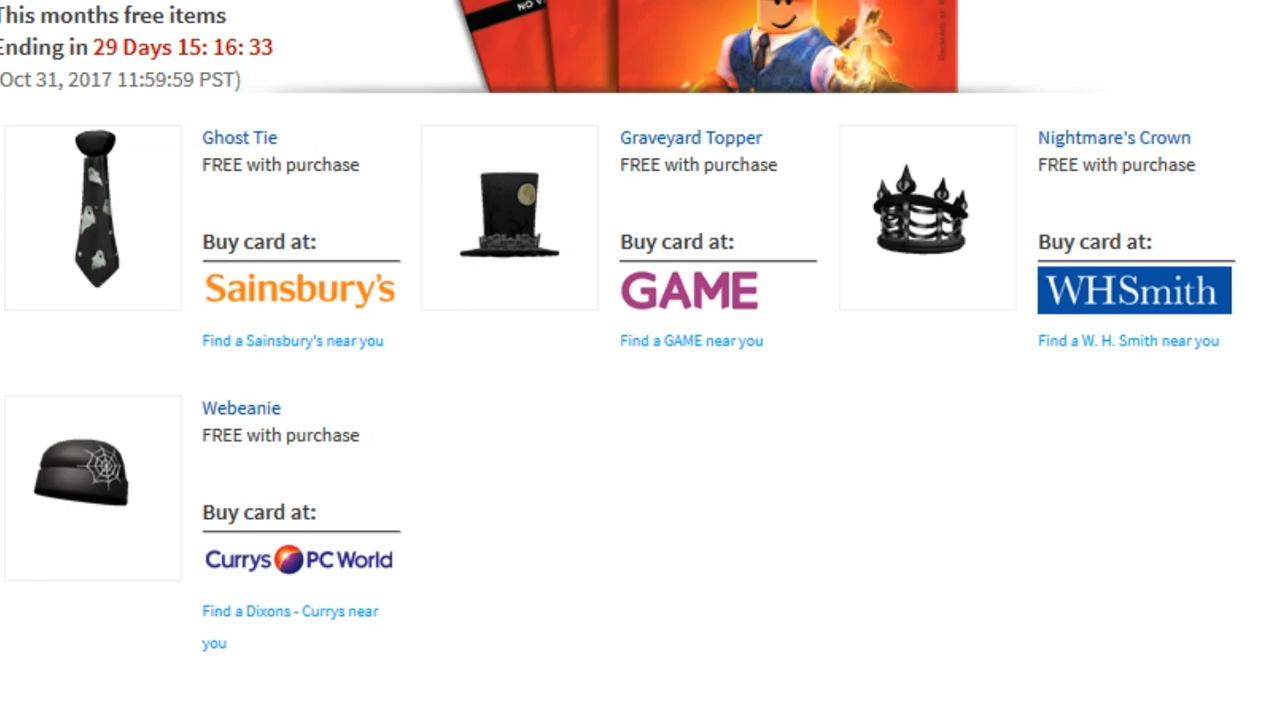 This months free items
Ending in 29 Days 15: 16: 33
(Oct 31, 2017 11:59:59 PST)
NO
Ghost Tie
FREE with purchase
Buy card at:
Sainsbury's
Find a Sainsbury's near you
Graveyard Topper
FREE with purchase
Buy card at:
GAME
Find a GAME near you
Nightmare's Crown
FREE with purchase
Buy card at:
WHSmith
Find a W. H. Smith near you
Webeanie
FREE with purchase
Buy card at:
Currys PC World
Find a Dixons - Currys near
you